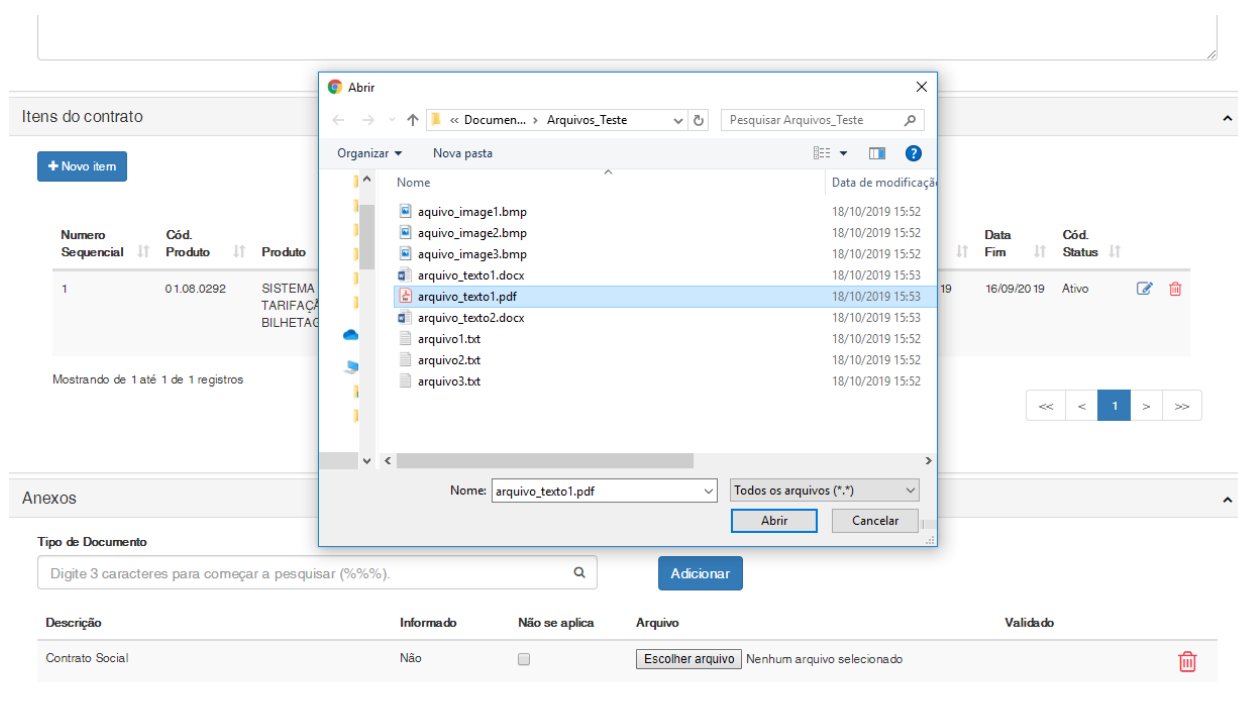 Abrir
Itens do contrato
« Documen... › Arquivos_Teste
Pesquisar Arquivos_Teste
Organizar
Nova pasta
+ Novo item
Nome
Data de modificaçã
aquivo_image1.bmp 18/10/2019 15:52
aquivo_image2.bmp 18/10/2019 15:52
aquivo_image3.bmp 18/10/2019 15:52
arquivo_texto1.docx 18/10/2019 15:53
arquivo_texto1.pdf 18/10/2019 15:53
arquivo_texto2.docx 18/10/2019 15:53
arquivo1.txt 18/10/2019 15:52
arquivo2.txt 18/10/2019 15:52
arquivo3.txt 18/10/2019 15:52
Nome: arquivo_texto1.pdf Todos os arquivos (*.*)
Abrir Cancelar
Numero Sequencial Cód. Produto Produto Data Fim Cód. Status
1 01.08.0292 SISTEMA 19 16/09/2019 Ativo
TARIFAÇÃ
BILHETAG
Mostrando de 1 até 1 de 1 registros
<< < 1 > >>
Anexos
Tipo de Documento
Digite 3 caracteres para começar a pesquisar (%%%).
Adicionar
Descrição Informado Não se aplica Arquivo Validado
Contrato Social Não Escolher arquivo Nenhum arquivo selecionado